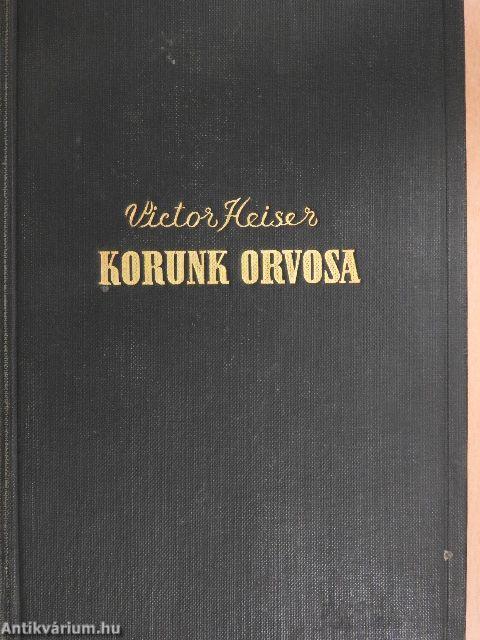 Victor Heiser
KORUNK ORVOSA
Antikvárium.hu